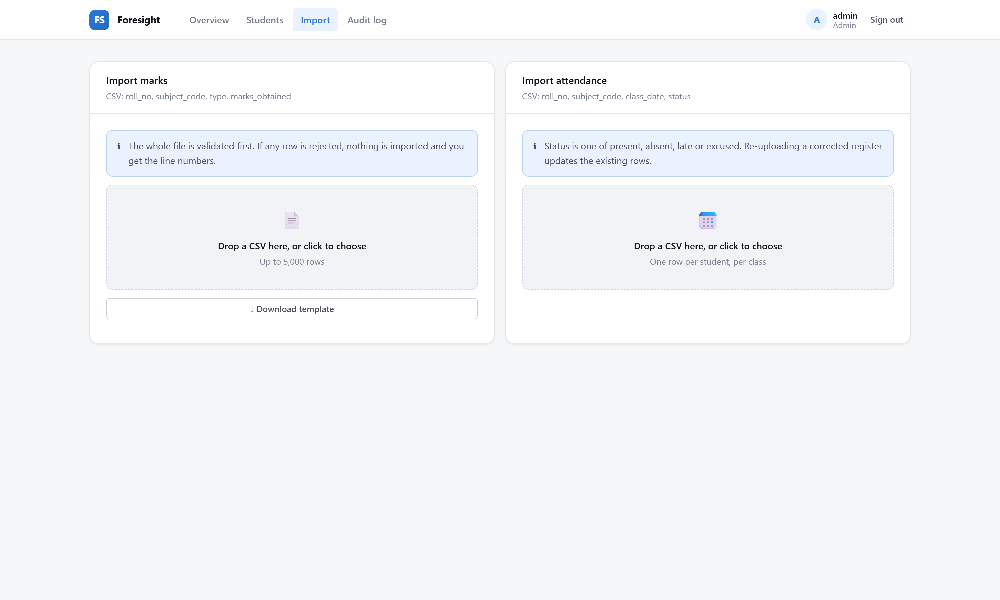 FS Foresight Overview Students Import Audit log A admin Sign out
Admin
Import marks
CSV: roll_no, subject_code, type, marks_obtained
ℹ The whole file is validated first. If any row is rejected, nothing is imported and you
get the line numbers.
Drop a CSV here, or click to choose
Up to 5,000 rows
↓ Download template
Import attendance
CSV: roll_no, subject_code, class_date, status
ℹ Status is one of present, absent, late or excused. Re-uploading a corrected register
updates the existing rows.
Drop a CSV here, or click to choose
One row per student, per class